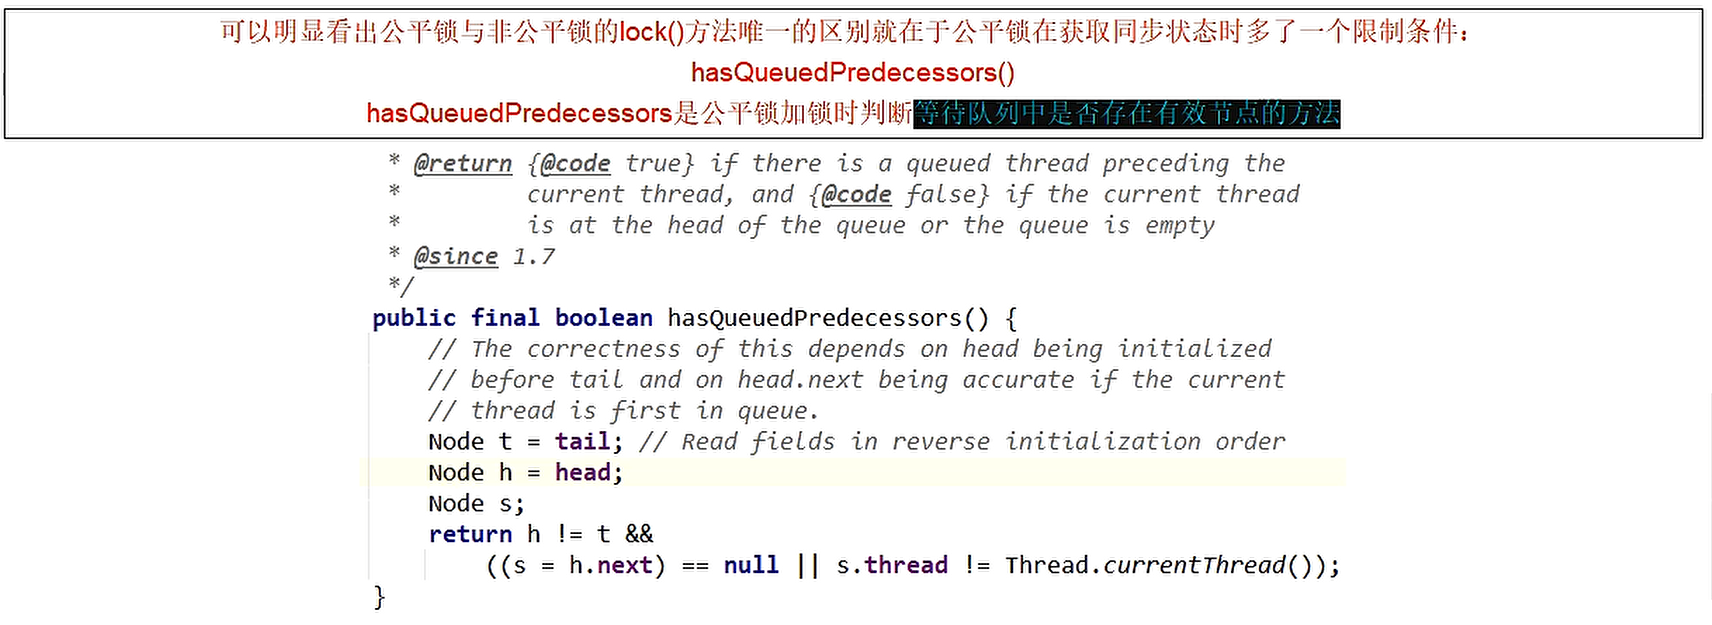 可以明显看出公平锁与非公平锁的lock()方法唯一的区别就在于公平锁在获取同步状态时多了一个限制条件：
hasQueuedPredecessors()
hasQueuedPredecessors是公平锁加锁时判断等待队列中是否存在有效节点的方法
* @return {@code true} if there is a queued thread preceding the
*         current thread, and {@code false} if the current thread
*         is at the head of the queue or the queue is empty
* @since 1.7
*/
public final boolean hasQueuedPredecessors() {
    // The correctness of this depends on head being initialized
    // before tail and on head.next being accurate if the current
    // thread is first in queue.
    Node t = tail; // Read fields in reverse initialization order
    Node h = head;
    Node s;
    return h != t &&
        ((s = h.next) == null || s.thread != Thread.currentThread());
}